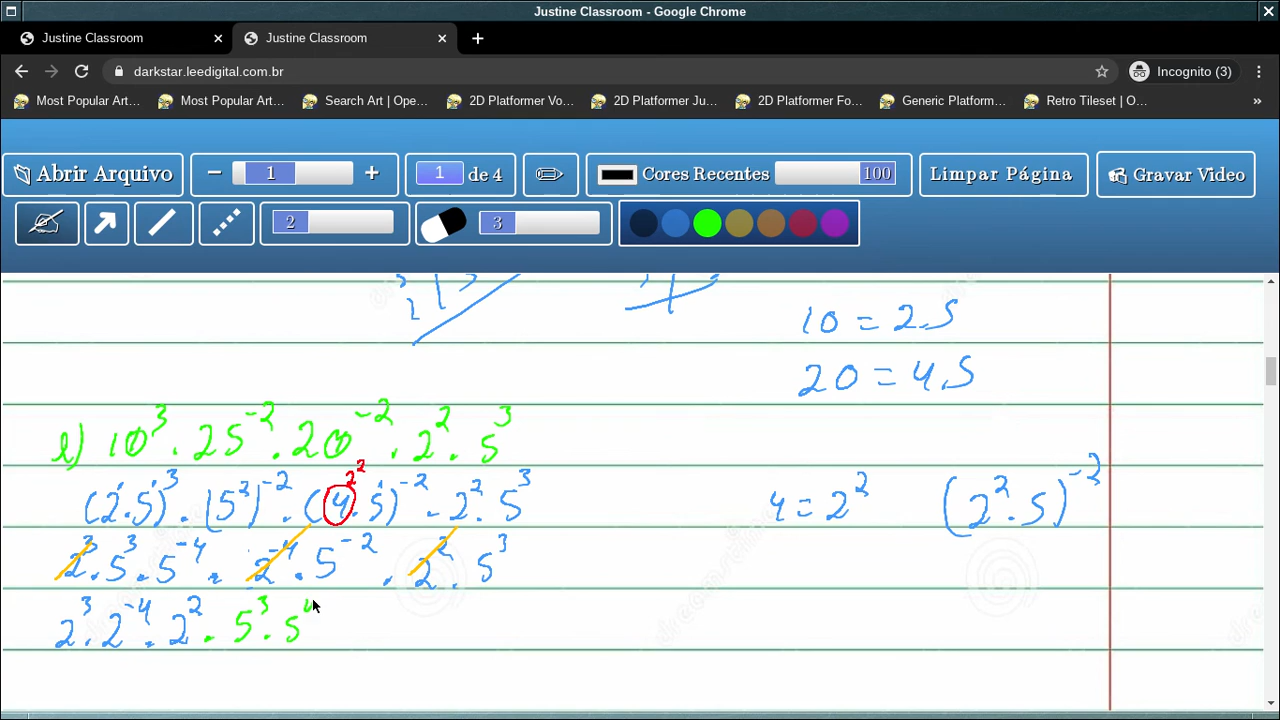 Justine Classroom - Google Chrome
Justine Classroom
Justine Classroom
darkstar.leedigital.com.br
Incognito (3)
Most Popular Art...
Most Popular Art...
Search Art | Ope...
2D Platformer Vo...
2D Platformer Ju...
2D Platformer Fo...
Generic Platform...
Retro Tileset | O...
Abrir Arquivo
− 1 +
1 de 4
Cores Recentes 100
Limpar Página
Gravar Video
2
3
10 = 2.5
20 = 4.5
l) 10³ . 25⁻² . 20⁻² . 2² . 5³
(2.5)³ . (5²)⁻² . (4.5)⁻² . 2² . 5³
2²
4 = 2²
(2² . 5)⁻²
2³ . 5³ . 5⁻⁴ . 2⁻⁴ . 5⁻² . 2² . 5³
2³ . 2⁻⁴ . 2² . 5³ . 5⁴